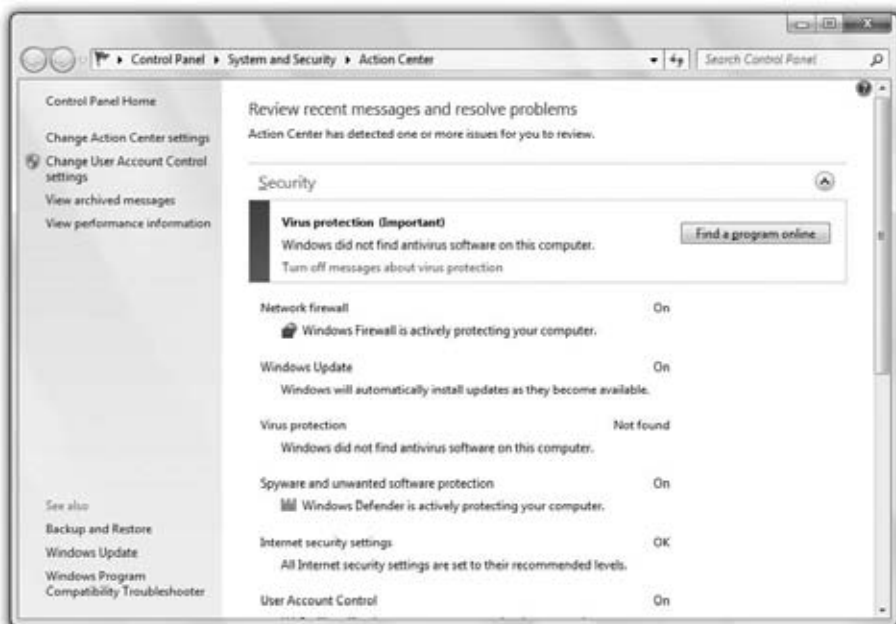 Control Panel ▸ System and Security ▸ Action Center
Search Control Panel
Control Panel Home
Change Action Center settings
Change User Account Control
settings
View archived messages
View performance information
See also
Backup and Restore
Windows Update
Windows Program
Compatibility Troubleshooter
Review recent messages and resolve problems
Action Center has detected one or more issues for you to review.
Security
Virus protection (Important)
Windows did not find antivirus software on this computer.
Turn off messages about virus protection
Find a program online
Network firewall On
Windows Firewall is actively protecting your computer.
Windows Update On
Windows will automatically install updates as they become available.
Virus protection Not found
Windows did not find antivirus software on this computer.
Spyware and unwanted software protection On
Windows Defender is actively protecting your computer.
Internet security settings OK
All Internet security settings are set to their recommended levels.
User Account Control On